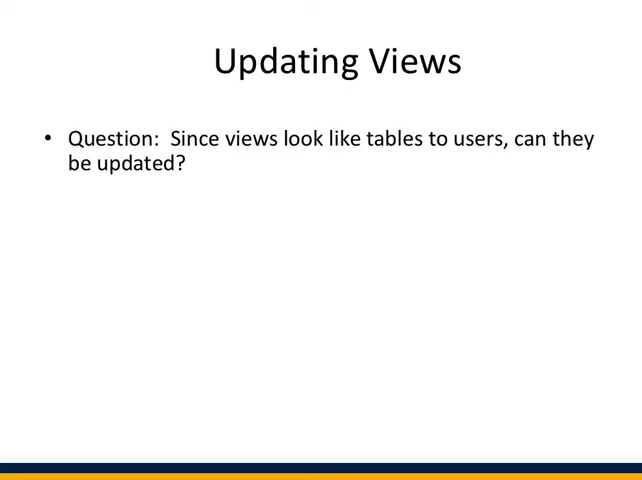 Updating Views
• Question:  Since views look like tables to users, can they
be updated?